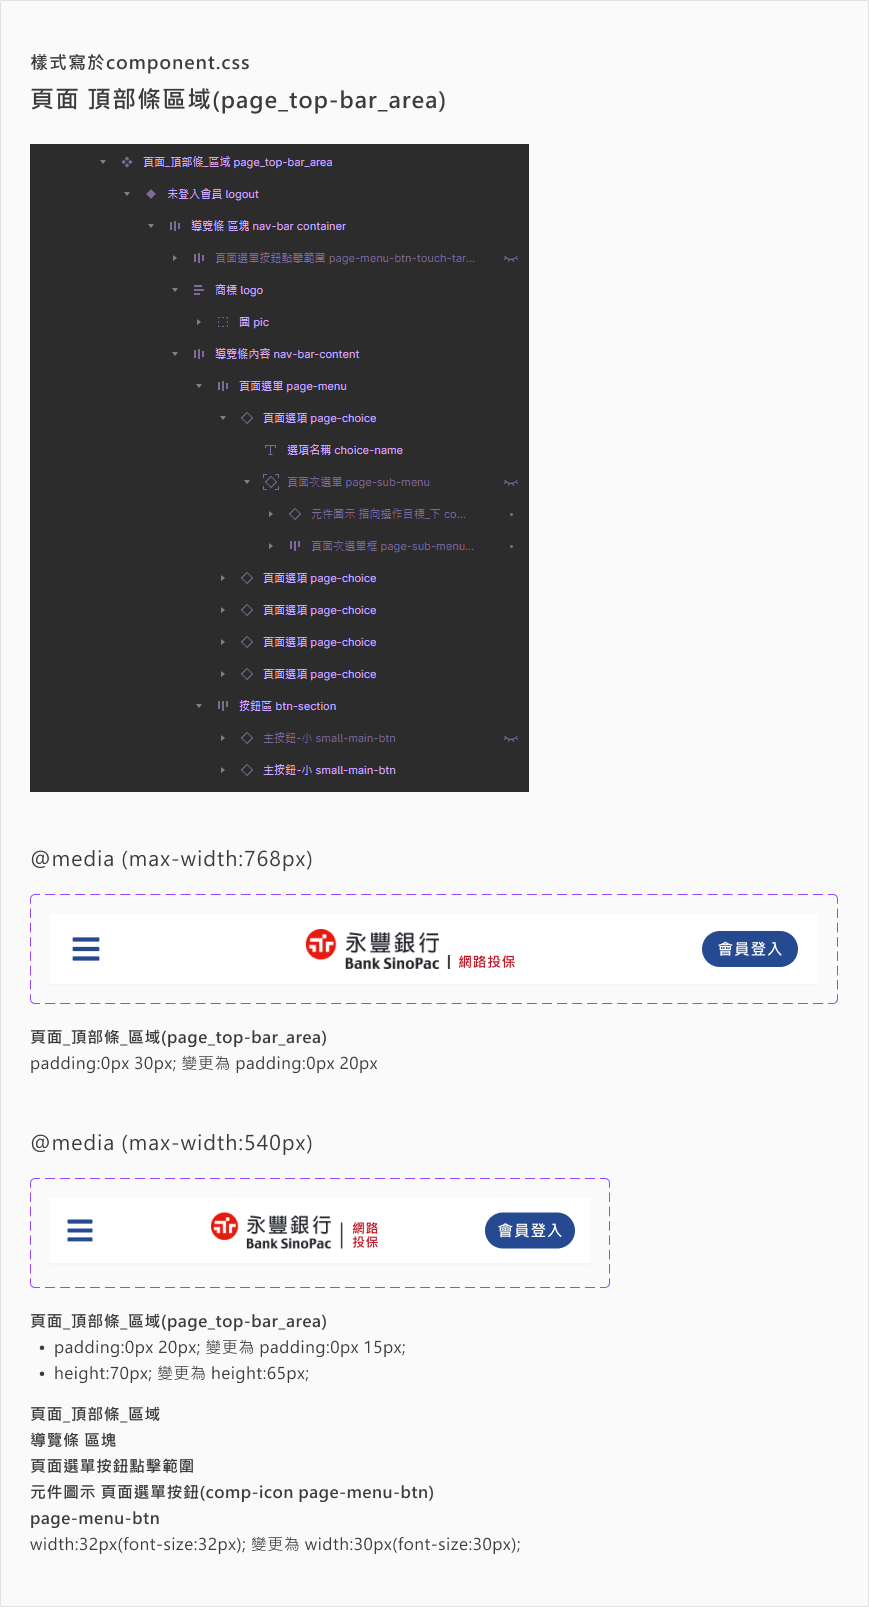 樣式寫於component.css
頁面 頂部條區域(page_top-bar_area)
頁面_頂部條_區域 page_top-bar_area
未登入會員 logout
導覽條 區塊 nav-bar container
頁面選單按鈕點擊範圍 page-menu-btn-touch-tar...
商標 logo
圖 pic
導覽條內容 nav-bar-content
頁面選單 page-menu
頁面選項 page-choice
選項名稱 choice-name
頁面次選單 page-sub-menu
元件圖示 指向操作目標_下 co...
頁面次選單框 page-sub-menu...
頁面選項 page-choice
頁面選項 page-choice
頁面選項 page-choice
頁面選項 page-choice
按鈕區 btn-section
主按鈕-小 small-main-btn
主按鈕-小 small-main-btn
@media (max-width:768px)
永豐銀行
Bank SinoPac | 網路投保
會員登入
頁面_頂部條_區域(page_top-bar_area)
padding:0px 30px; 變更為 padding:0px 20px
@media (max-width:540px)
永豐銀行
Bank SinoPac
網路
投保
會員登入
頁面_頂部條_區域(page_top-bar_area)
• padding:0px 20px; 變更為 padding:0px 15px;
• height:70px; 變更為 height:65px;
頁面_頂部條_區域
導覽條 區塊
頁面選單按鈕點擊範圍
元件圖示 頁面選單按鈕(comp-icon page-menu-btn)
page-menu-btn
width:32px(font-size:32px); 變更為 width:30px(font-size:30px);